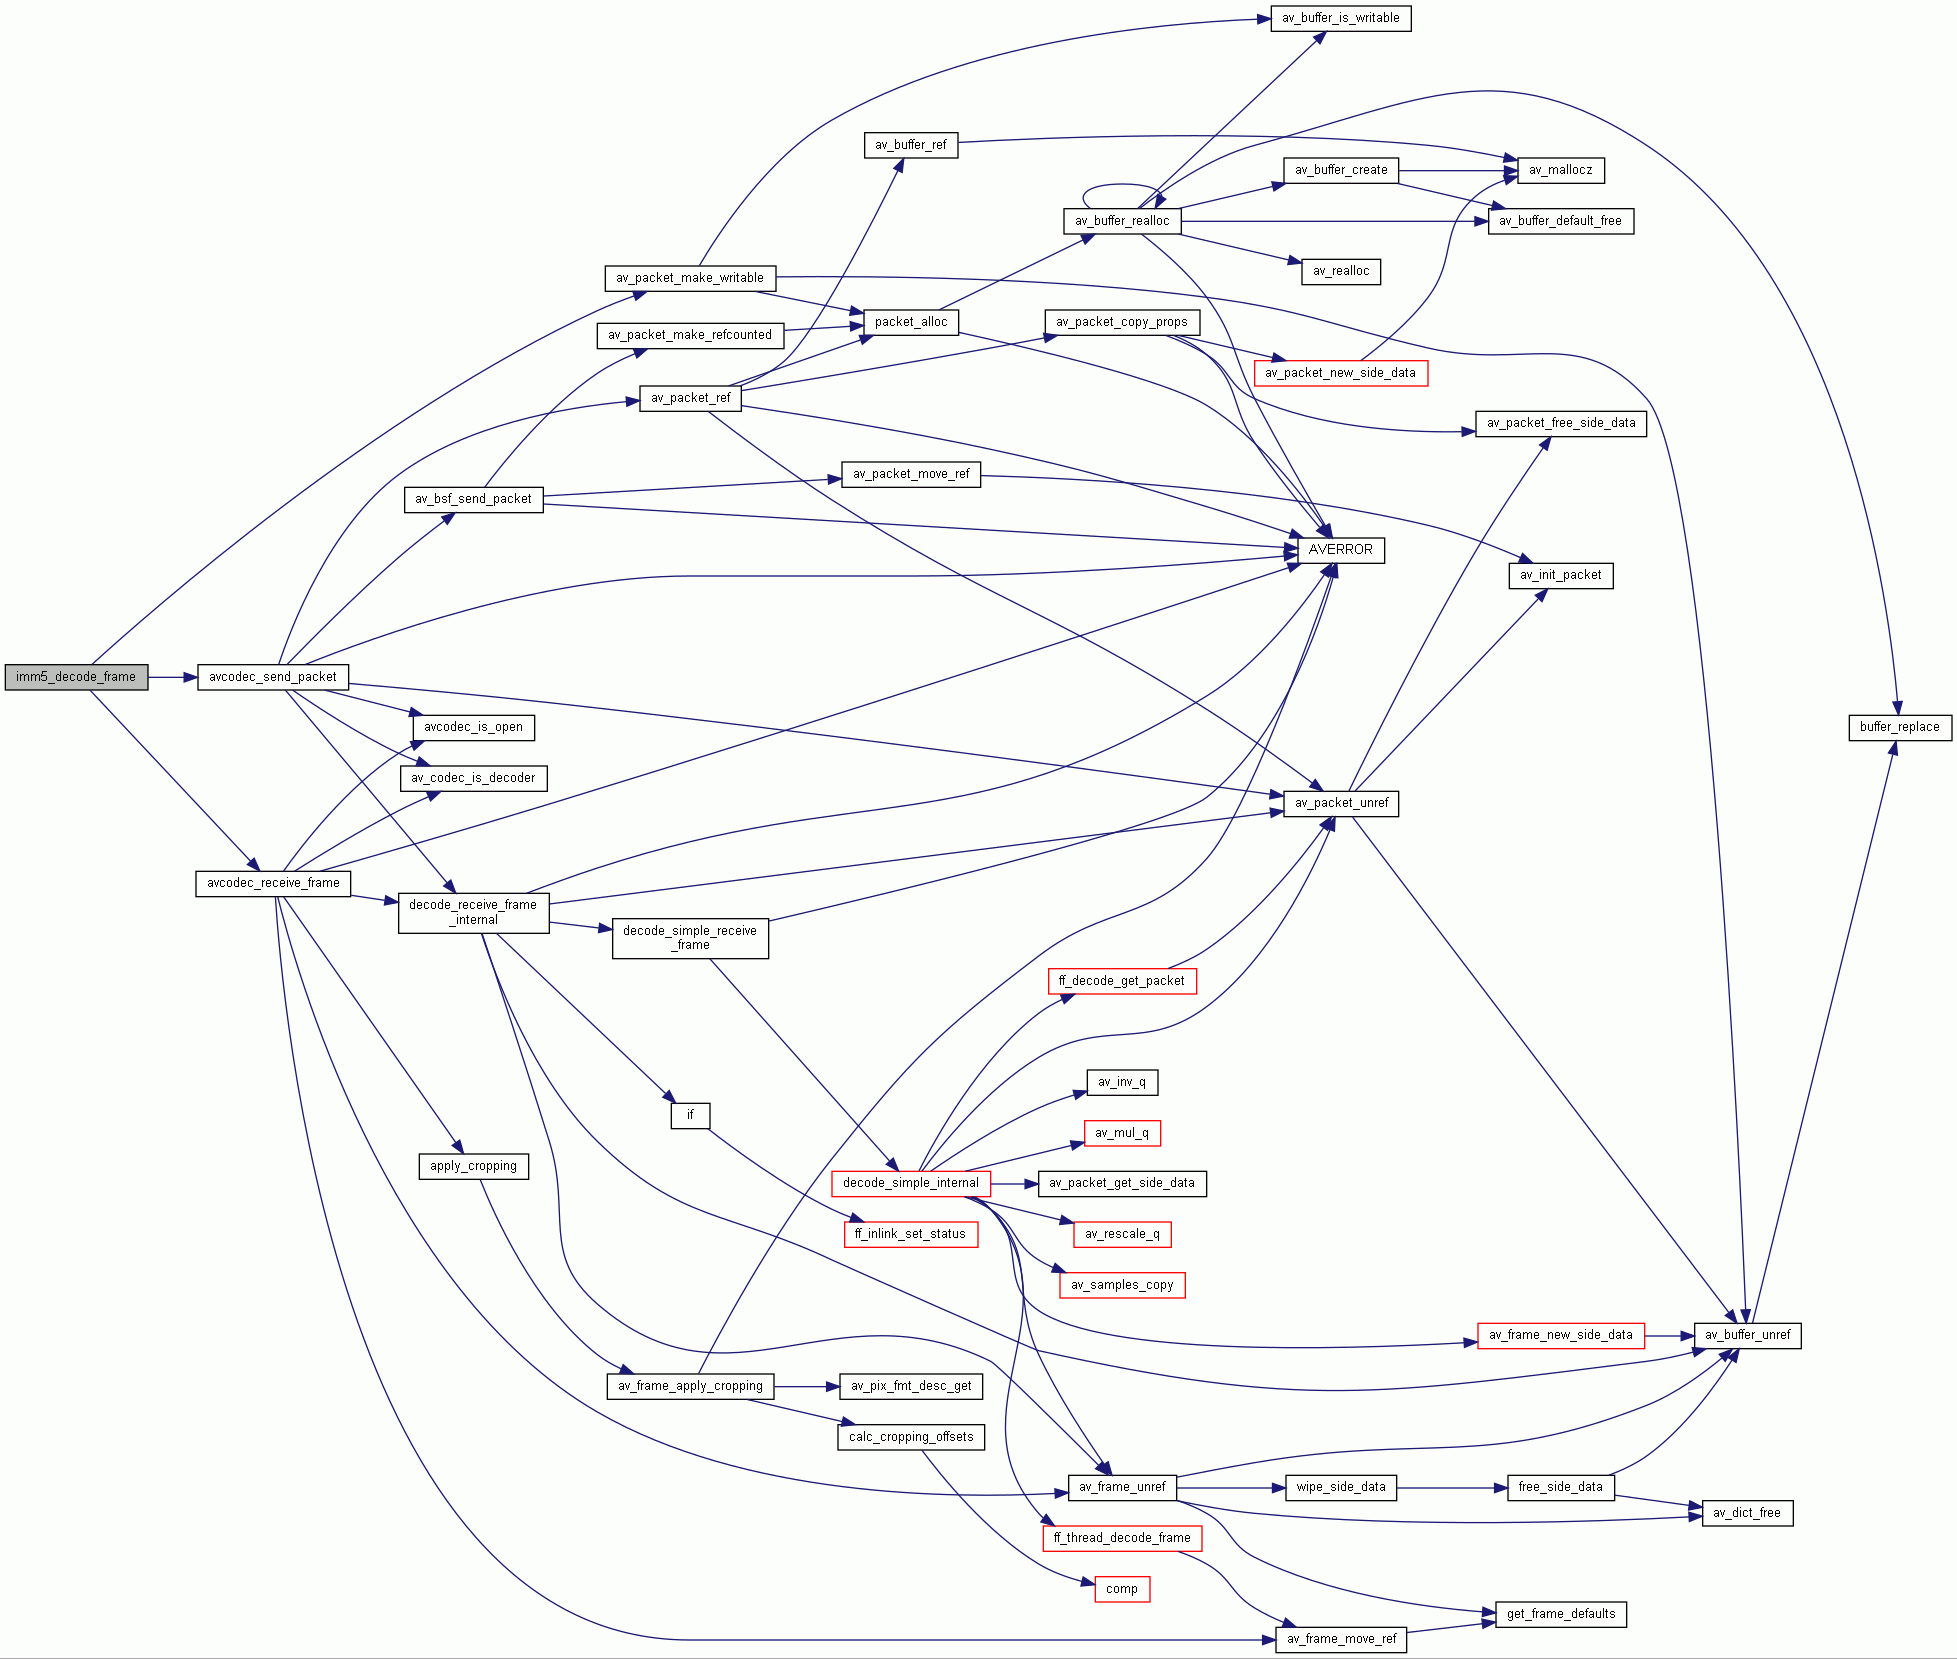 av_buffer_is_writable
av_buffer_ref
av_buffer_create
av_mallocz
av_buffer_realloc
av_buffer_default_free
av_packet_make_writable
av_realloc
packet_alloc
av_packet_copy_props
av_packet_make_refcounted
av_packet_new_side_data
av_packet_ref
av_packet_free_side_data
av_packet_move_ref
av_bsf_send_packet
AVERROR
av_init_packet
imm5_decode_frame
avcodec_send_packet
avcodec_is_open
buffer_replace
av_codec_is_decoder
av_packet_unref
avcodec_receive_frame
decode_receive_frame
_internal
decode_simple_receive
_frame
ff_decode_get_packet
av_inv_q
if
av_mul_q
apply_cropping
decode_simple_internal
av_packet_get_side_data
ff_inlink_set_status
av_rescale_q
av_samples_copy
av_frame_new_side_data
av_buffer_unref
av_frame_apply_cropping
av_pix_fmt_desc_get
calc_cropping_offsets
av_frame_unref
wipe_side_data
free_side_data
av_dict_free
ff_thread_decode_frame
comp
get_frame_defaults
av_frame_move_ref